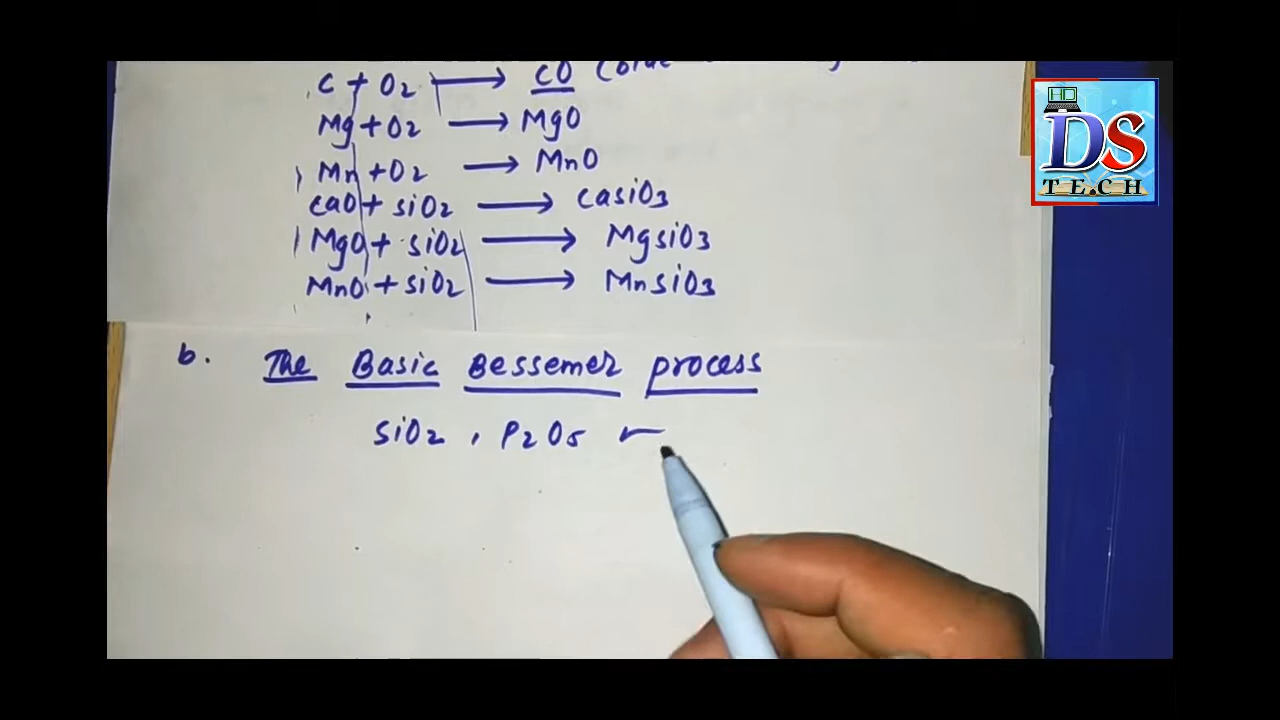 C + O2 → CO
Mg + O2 → MgO
Mn + O2 → MnO
CaO + SiO2 → CaSiO3
MgO + SiO2 → MgSiO3
MnO + SiO2 → MnSiO3
b. The Basic Bessemer process
SiO2 , P2O5
HD
DS
TECH